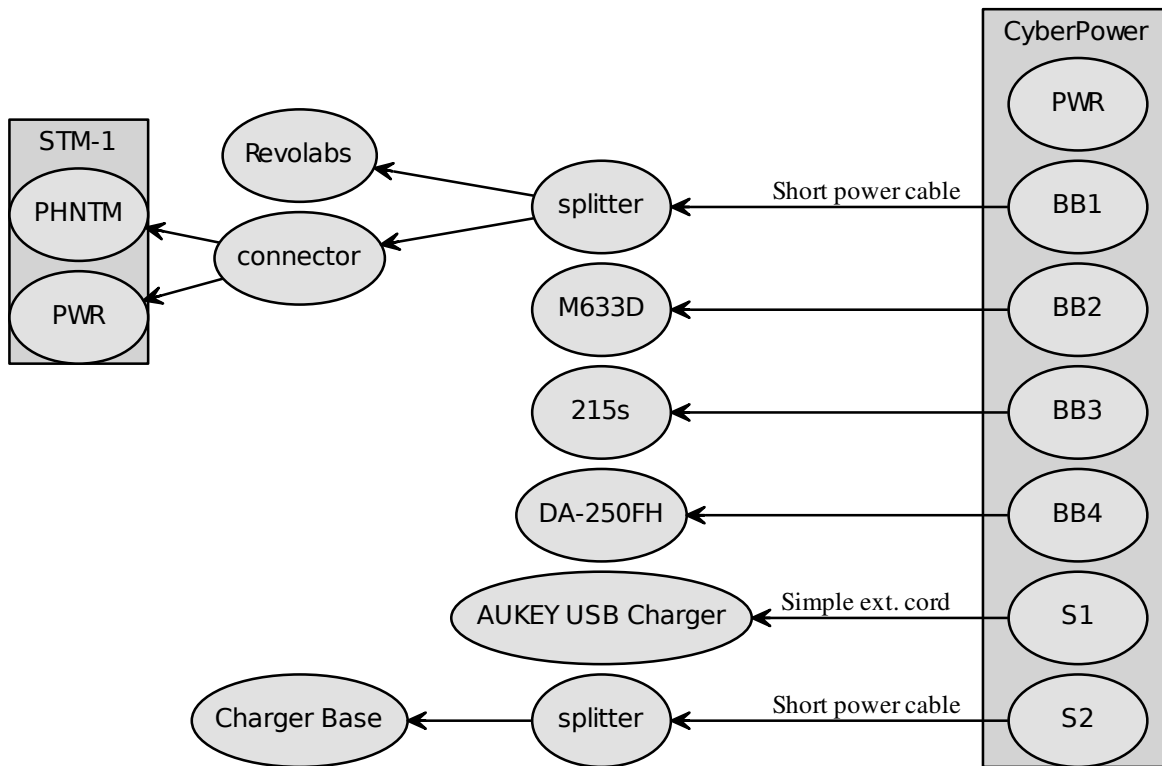 CyberPower
PWR
STM-1
Revolabs
PHNTM
splitter
Short power cable
BB1
connector
PWR
M633D
BB2
215s
BB3
DA-250FH
BB4
AUKEY USB Charger
Simple ext. cord
S1
Charger Base
splitter
Short power cable
S2